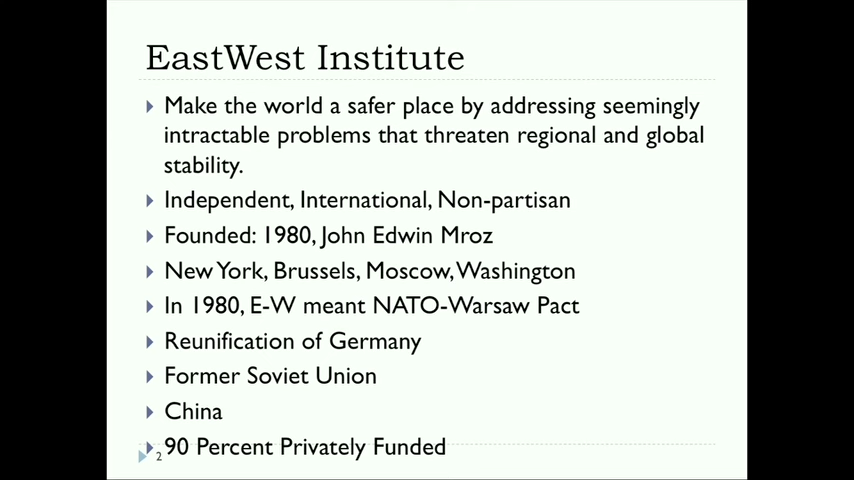 EastWest Institute
Make the world a safer place by addressing seemingly
intractable problems that threaten regional and global
stability.
Independent, International, Non-partisan
Founded: 1980, John Edwin Mroz
New York, Brussels, Moscow, Washington
In 1980, E-W meant NATO-Warsaw Pact
Reunification of Germany
Former Soviet Union
China
90 Percent Privately Funded
2